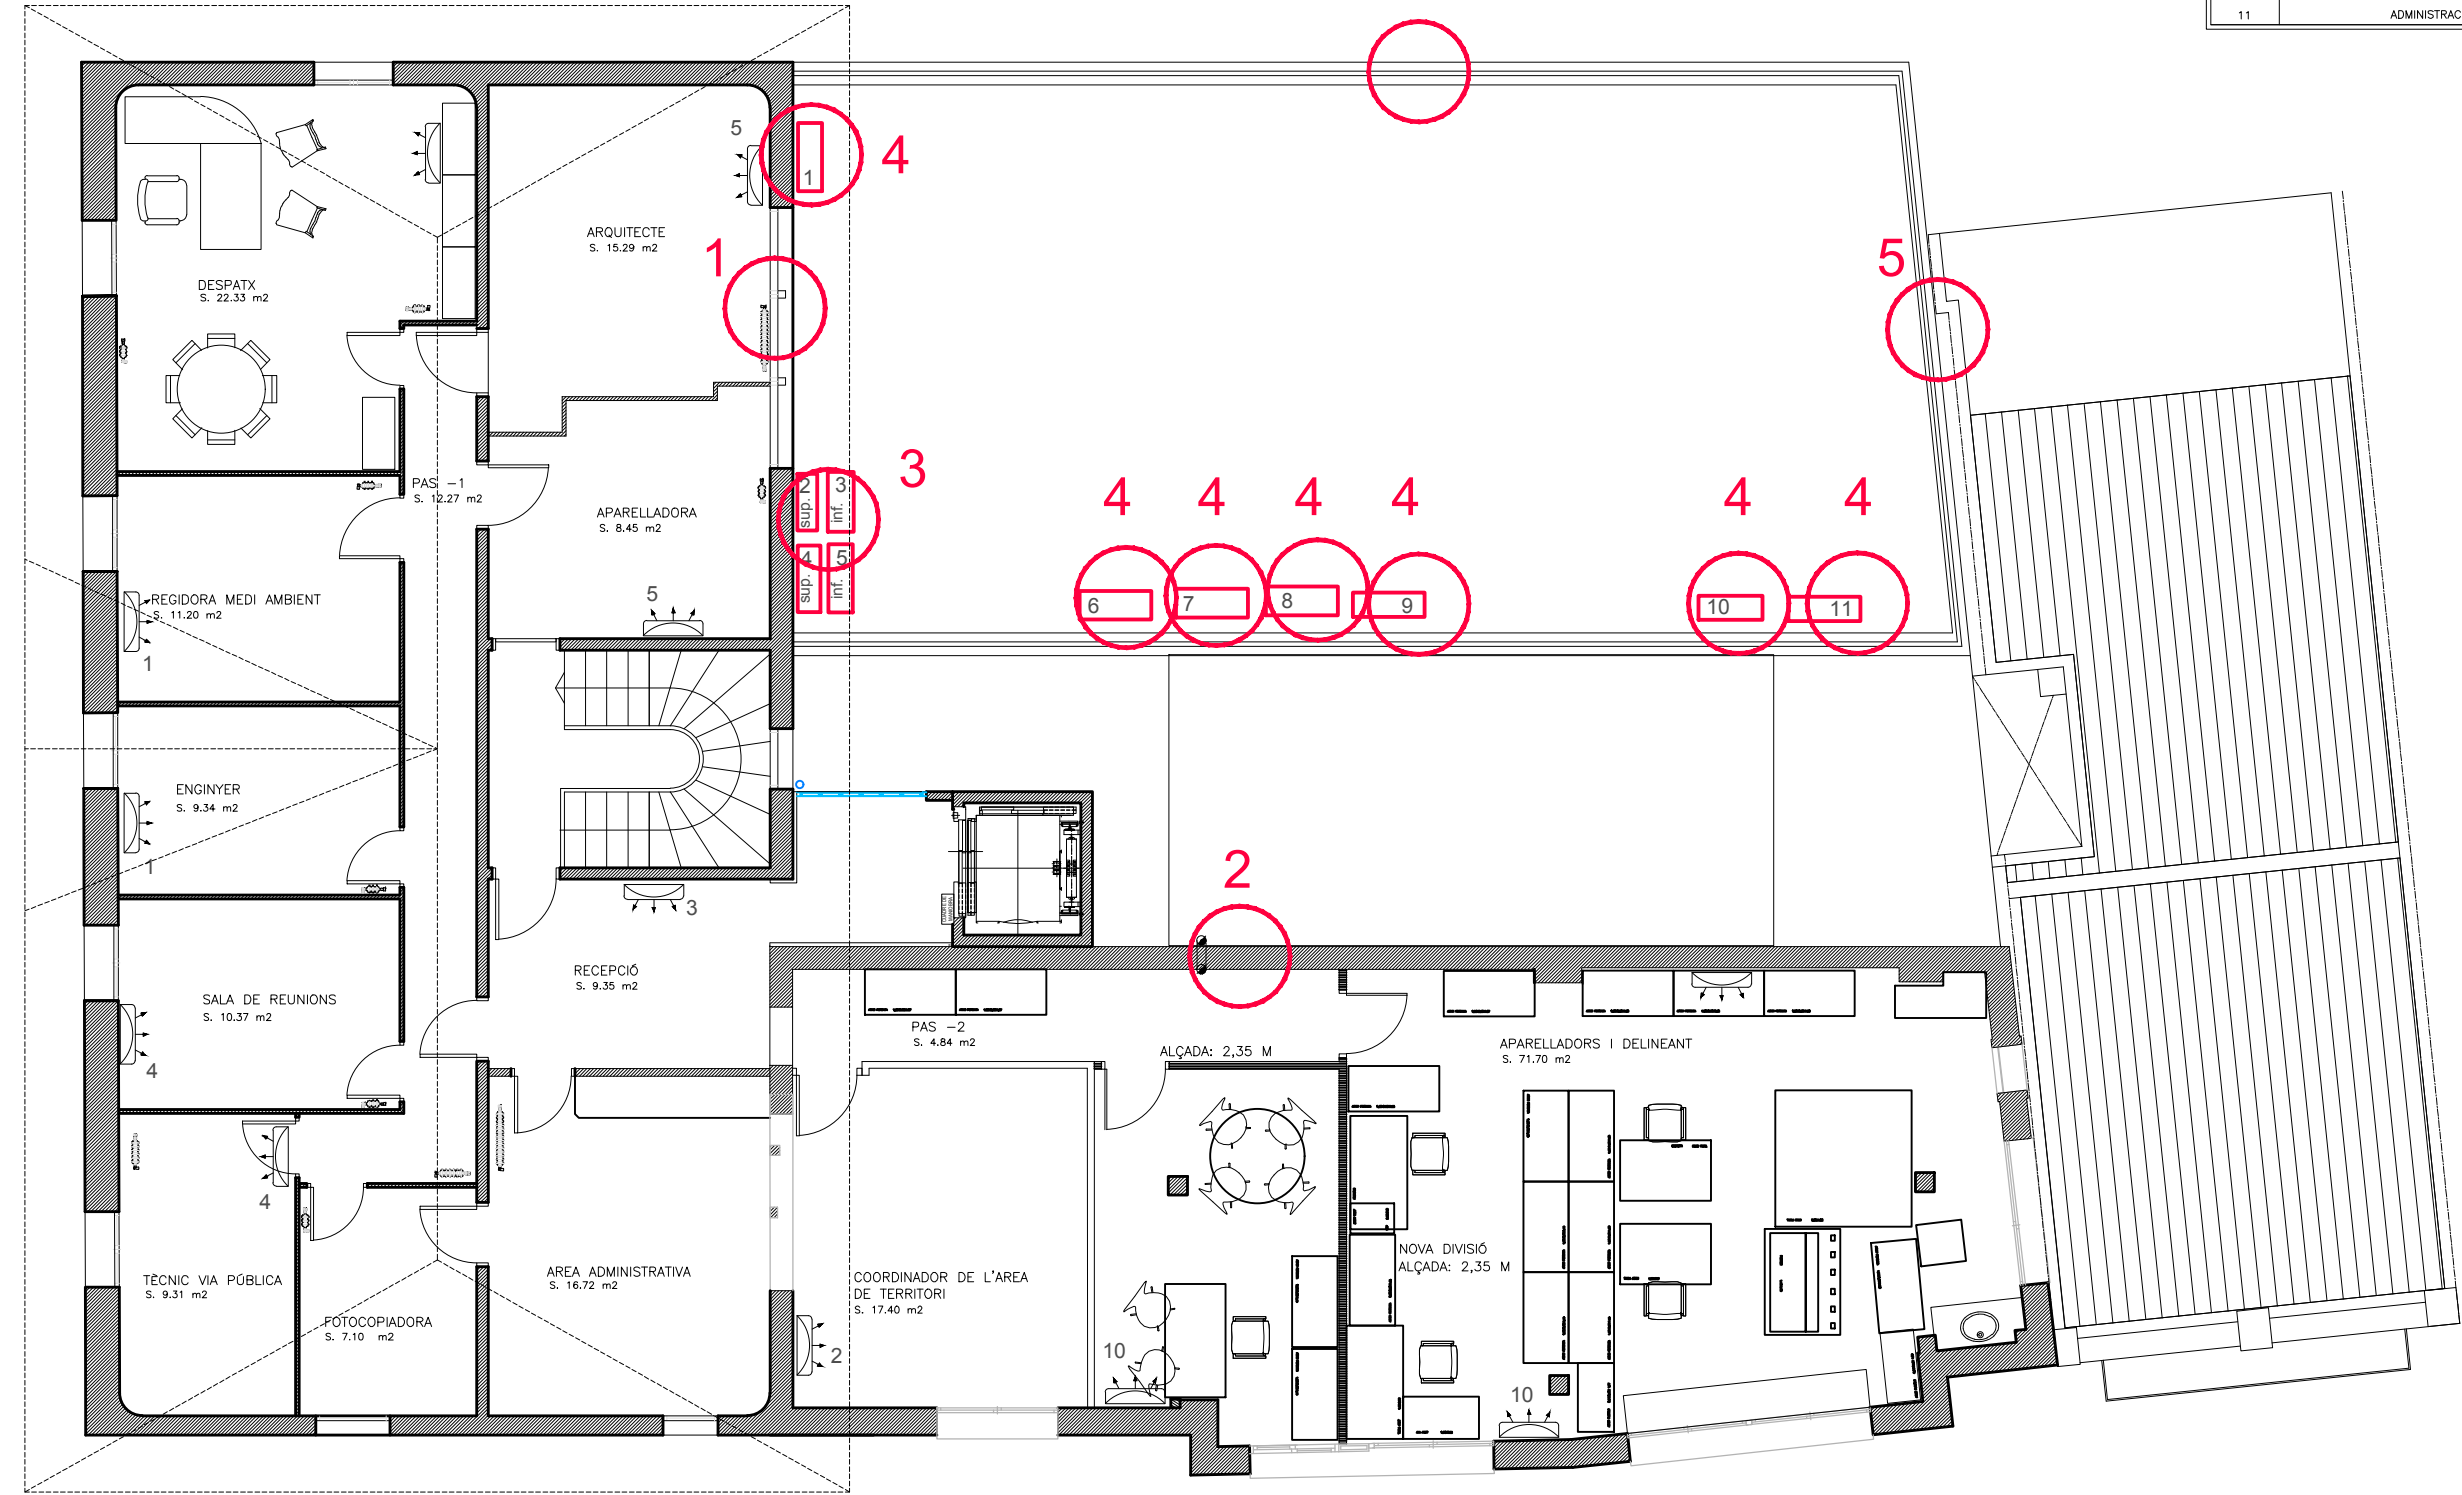 11 ADMINISTRAC
5
4
1
ARQUITECTE
S. 15.29 m2
1
5
DESPATX
S. 22.33 m2
3
2
sup.
3
inf.
4
sup.
5
inf.
PAS -1
S. 12.27 m2
APARELLADORA
S. 8.45 m2
4
4
4
4
4
4
6
7
8
9
10
11
5
REGIDORA MEDI AMBIENT
S. 11.20 m2
1
ENGINYER
S. 9.34 m2
1
3
2
RECEPCIÓ
S. 9.35 m2
SALA DE REUNIONS
S. 10.37 m2
4
PAS -2
S. 4.84 m2
ALÇADA: 2,35 M
APARELLADORS I DELINEANT
S. 71.70 m2
4
TÈCNIC VIA PÚBLICA
S. 9.31 m2
FOTOCOPIADORA
S. 7.10 m2
AREA ADMINISTRATIVA
S. 16.72 m2
COORDINADOR DE L'AREA
DE TERRITORI
S. 17.40 m2
NOVA DIVISIÓ
ALÇADA: 2,35 M
2
10
10